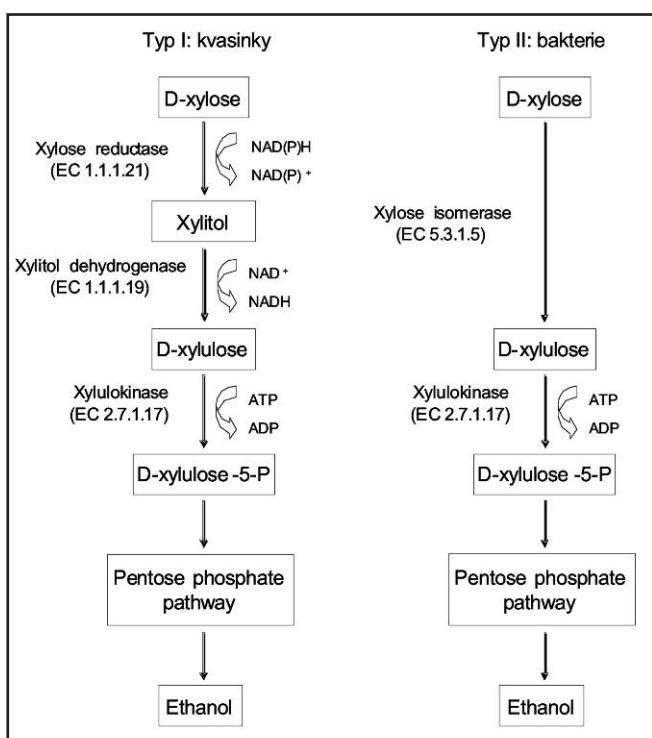 Typ I: kvasinky
D-xylose
Xylose reductase
(EC 1.1.1.21)
NAD(P)H
NAD(P) +
Xylitol
Xylitol dehydrogenase
(EC 1.1.1.19)
NAD +
NADH
D-xylulose
Xylulokinase
(EC 2.7.1.17)
ATP
ADP
D-xylulose -5-P
Pentose phosphate
pathway
Ethanol
Typ II: bakterie
D-xylose
Xylose isomerase
(EC 5.3.1.5)
D-xylulose
Xylulokinase
(EC 2.7.1.17)
ATP
ADP
D-xylulose -5-P
Pentose phosphate
pathway
Ethanol